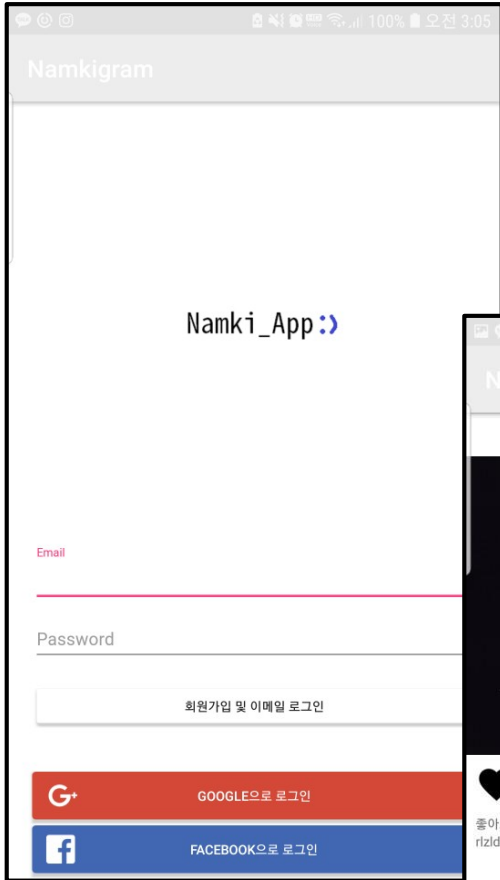 100% 오전 3:05
Namkigram
Namki_App:)
Email
Password
회원가입 및 이메일 로그인
G+ GOOGLE으로 로그인
f FACEBOOK으로 로그인
N
좋아